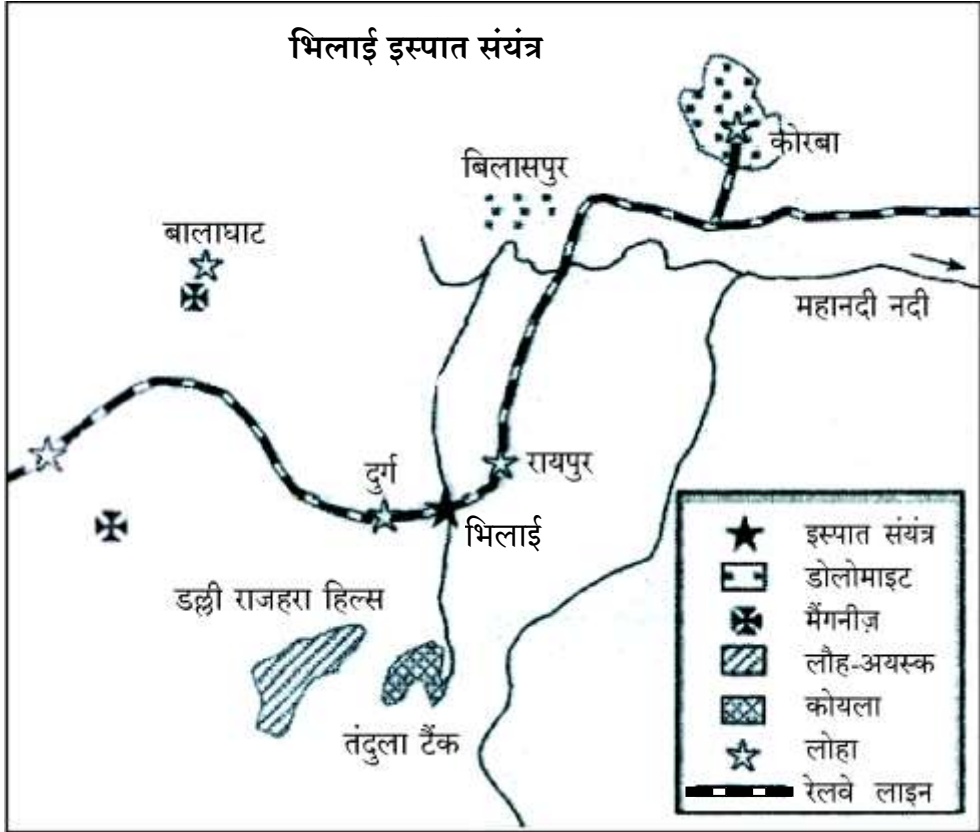 भिलाई इस्पात संयंत्र
कोरबा
बिलासपुर
बालाघाट
महानदी नदी
दुर्ग
रायपुर
भिलाई
डल्ली राजहरा हिल्स
तंदुला टैंक
इस्पात संयंत्र
डोलोमाइट
मैंगनीज़
लौह-अयस्क
कोयला
लोहा
रेलवे लाइन